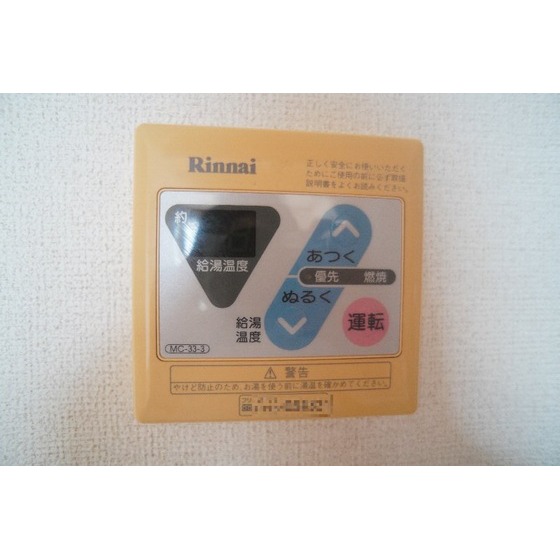 Rinnai
正しく安全にお使いいただく
ためにご使用の前に必ず取扱
説明書をよくお読みください。
約
給湯温度
あつく
優先 燃焼
ぬるく
給湯
温度
運転
MC-33-3
⚠ 警告
やけど防止のため、お湯を使う前に湯温を確かめてください。